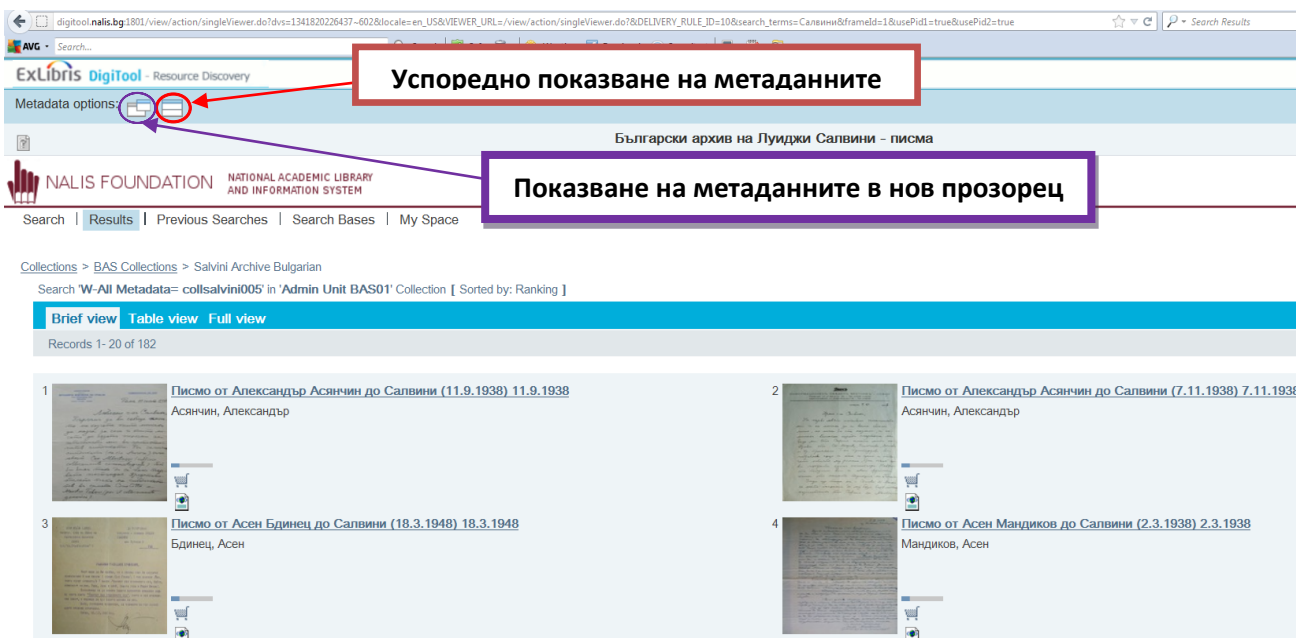 digitool.nalis.bg:1801/view/action/singleViewer.do?dvs=1341820226437~602&locale=en_US&VIEWER_URL=/view/action/singleViewer.do?&DELIVERY_RULE_ID=10&search_terms=Салвини&frameId=1&usePid1=true&usePid2=true
Search Results
AVG Search...
ExLibris DigiTool - Resource Discovery
Успоредно показване на метаданните
Metadata options:
Български архив на Луиджи Салвини - писма
Показване на метаданните в нов прозорец
NALIS FOUNDATION NATIONAL ACADEMIC LIBRARY
AND INFORMATION SYSTEM
Search | Results | Previous Searches | Search Bases | My Space
Collections > BAS Collections > Salvini Archive Bulgarian
Search 'W-All Metadata= collsalvini005' in 'Admin Unit BAS01' Collection [ Sorted by: Ranking ]
Brief view Table view Full view
Records 1- 20 of 182
1 Писмо от Александър Асянчин до Салвини (11.9.1938) 11.9.1938
Асянчин, Александър
2 Писмо от Александър Асянчин до Салвини (7.11.1938) 7.11.1938
Асянчин, Александър
3 Писмо от Асен Бдинец до Салвини (18.3.1948) 18.3.1948
Бдинец, Асен
4 Писмо от Асен Мандиков до Салвини (2.3.1938) 2.3.1938
Мандиков, Асен